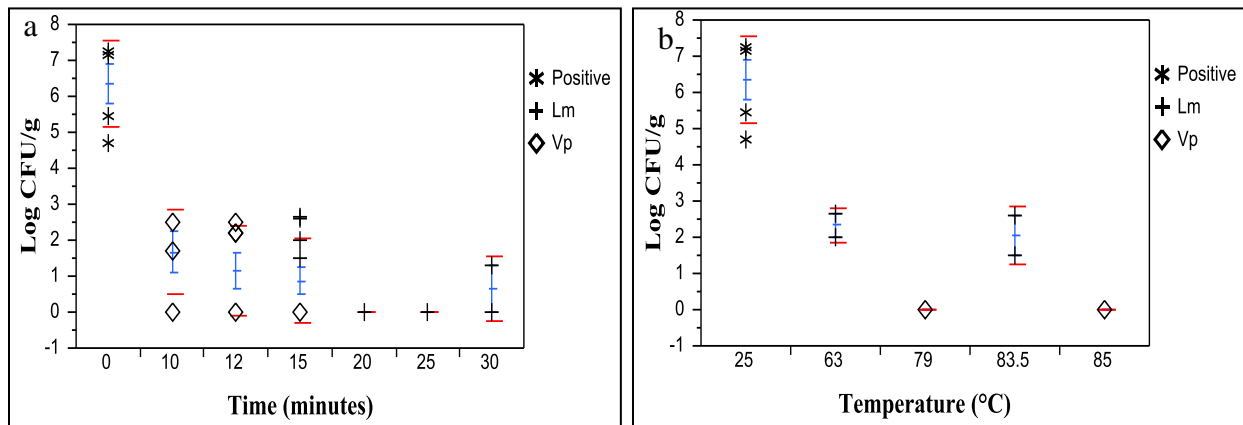 a
8
7
6
5
4
3
2
1
0
-1
Log CFU/g
0 10 12 15 20 25 30
Time (minutes)
Positive
Lm
Vp
b
8
7
6
5
4
3
2
1
0
-1
Log CFU/g
25 63 79 83.5 85
Temperature (°C)
Positive
Lm
Vp